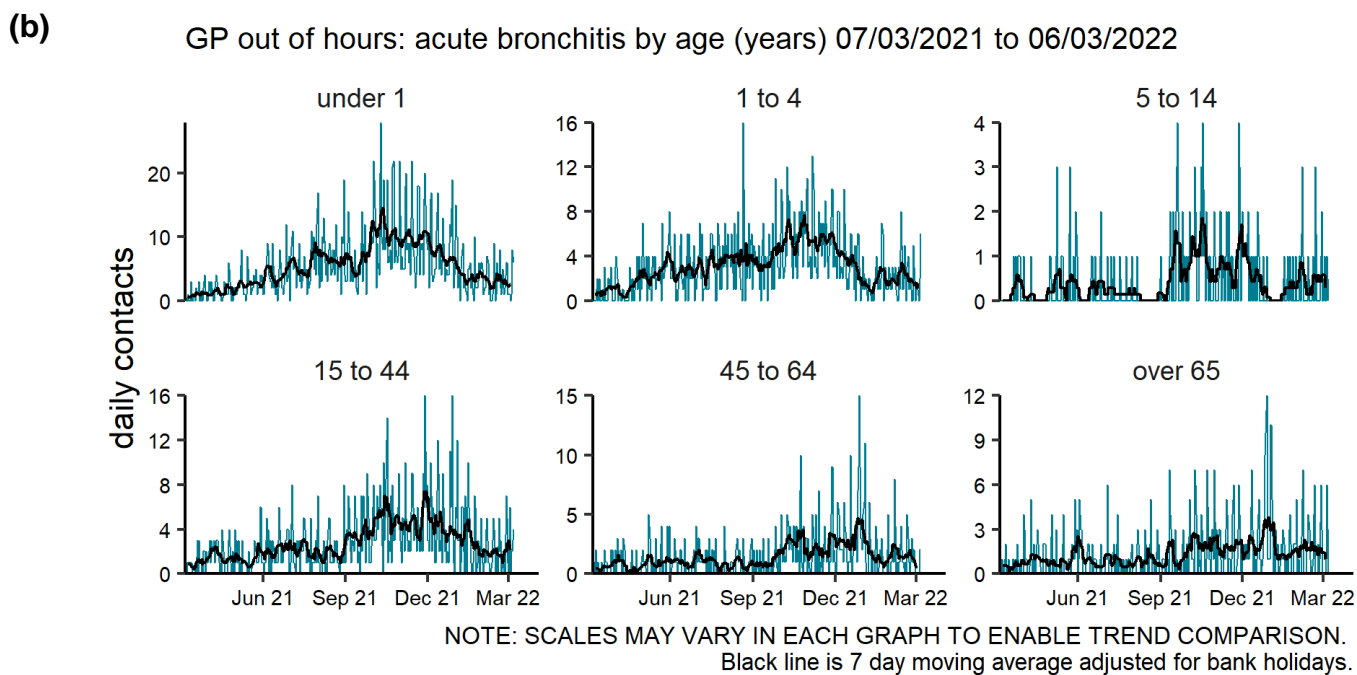 (b)
GP out of hours: acute bronchitis by age (years) 07/03/2021 to 06/03/2022
daily contacts
under 1
20
10
0
1 to 4
16
12
8
4
0
5 to 14
4
3
2
1
0
15 to 44
16
12
8
4
0
Jun 21 Sep 21 Dec 21 Mar 22
45 to 64
15
10
5
0
Jun 21 Sep 21 Dec 21 Mar 22
over 65
12
9
6
3
0
Jun 21 Sep 21 Dec 21 Mar 22
NOTE: SCALES MAY VARY IN EACH GRAPH TO ENABLE TREND COMPARISON.
Black line is 7 day moving average adjusted for bank holidays.